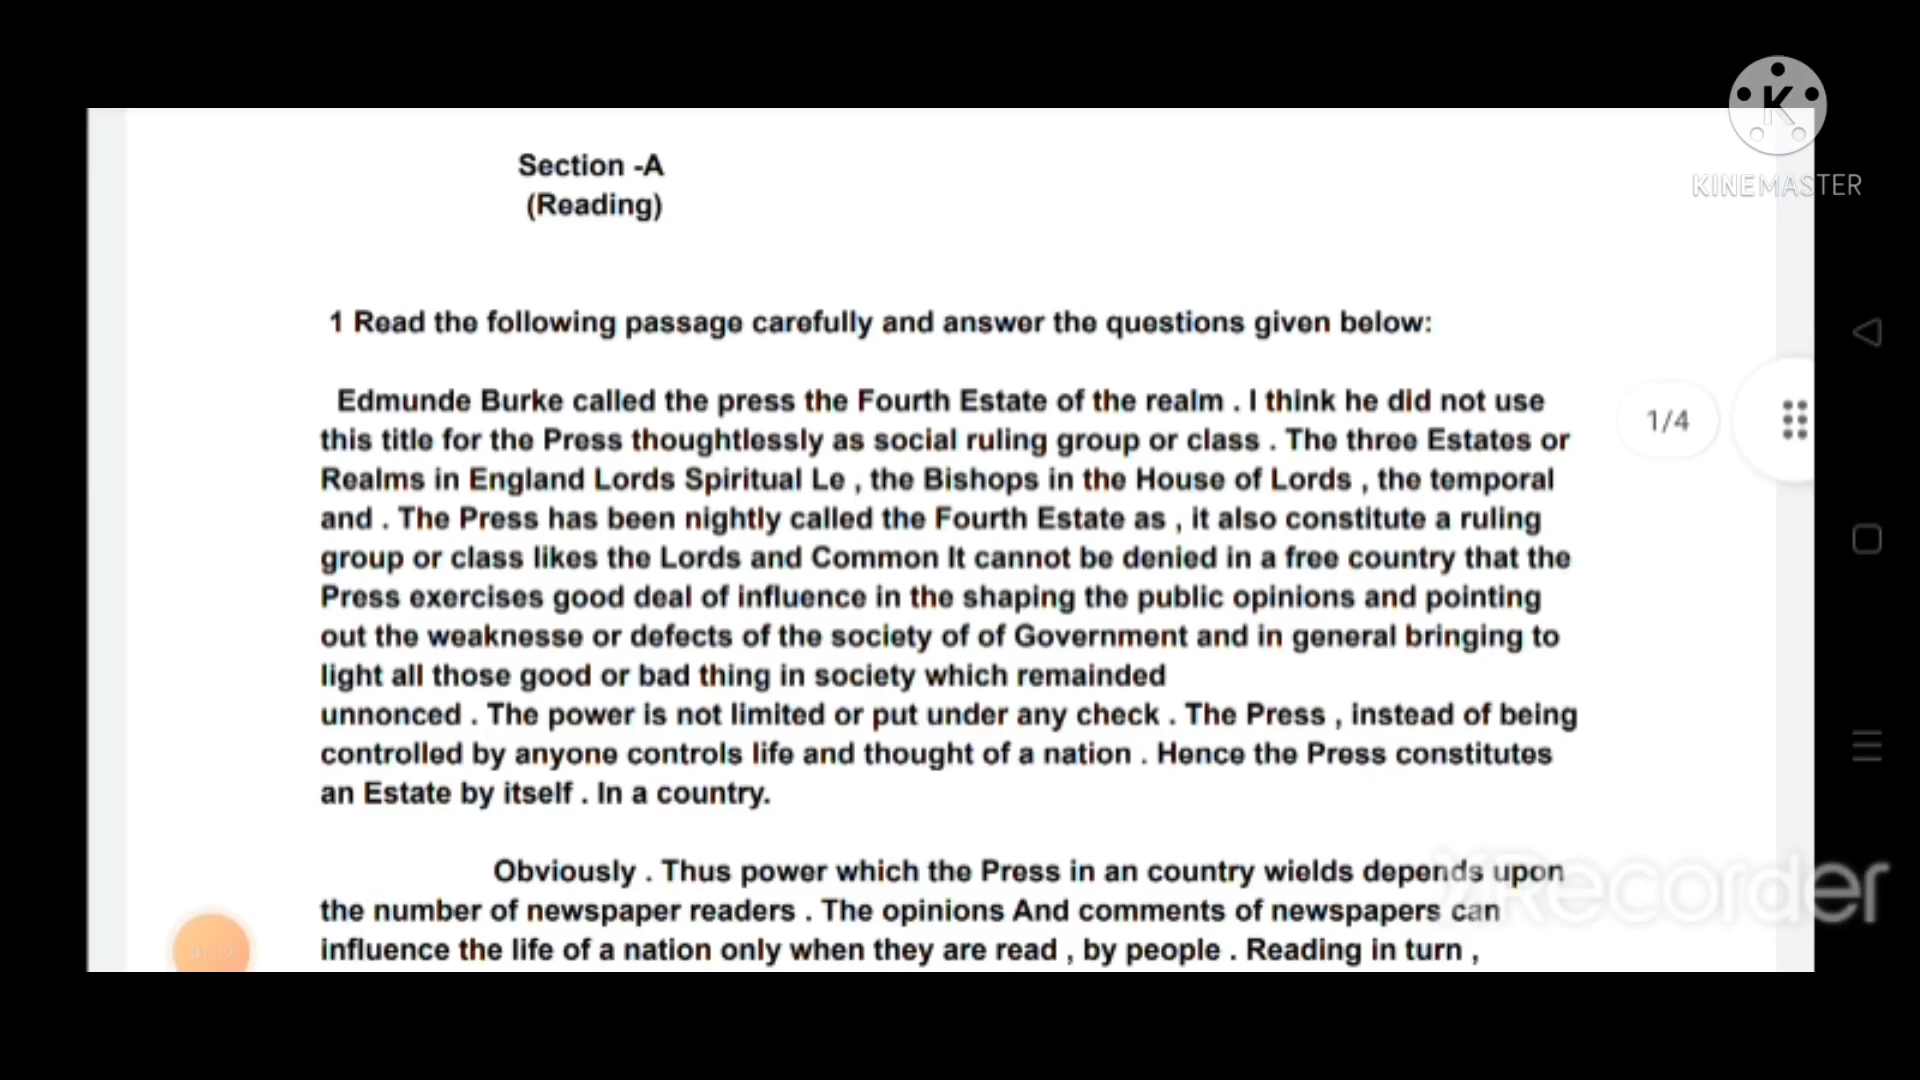 Section -A
(Reading)
K
KINEMASTER
1 Read the following passage carefully and answer the questions given below:
Edmunde Burke called the press the Fourth Estate of the realm . I think he did not use
this title for the Press thoughtlessly as social ruling group or class . The three Estates or
Realms in England Lords Spiritual Le , the Bishops in the House of Lords , the temporal
and . The Press has been nightly called the Fourth Estate as , it also constitute a ruling
group or class likes the Lords and Common It cannot be denied in a free country that the
Press exercises good deal of influence in the shaping the public opinions and pointing
out the weaknesse or defects of the society of of Government and in general bringing to
light all those good or bad thing in society which remainded
unnonced . The power is not limited or put under any check . The Press , instead of being
controlled by anyone controls life and thought of a nation . Hence the Press constitutes
an Estate by itself . In a country.
1/4
Obviously . Thus power which the Press in an country wields depends upon
the number of newspaper readers . The opinions And comments of newspapers can
influence the life of a nation only when they are read , by people . Reading in turn ,
XRecorder